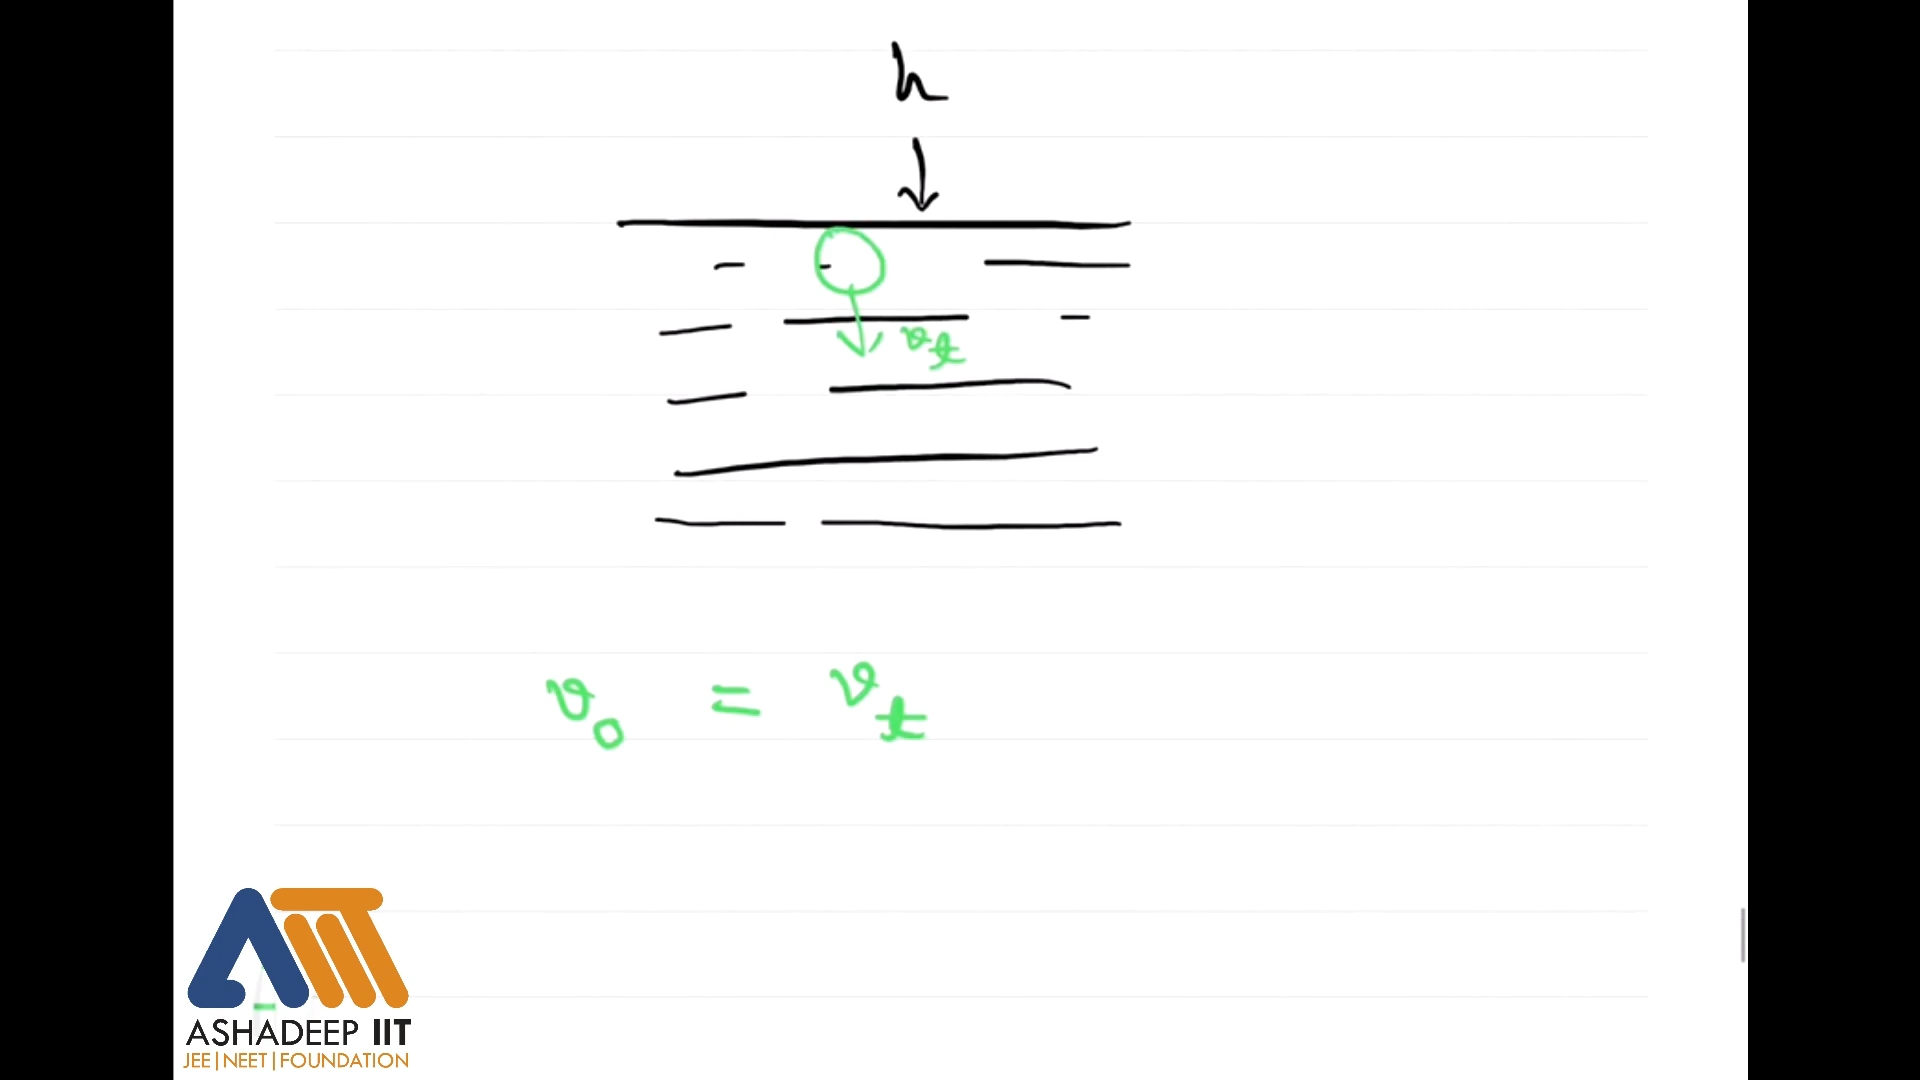 h
v_t
v_0 = v_t
ASHADEEP IIT
JEE|NEET|FOUNDATION